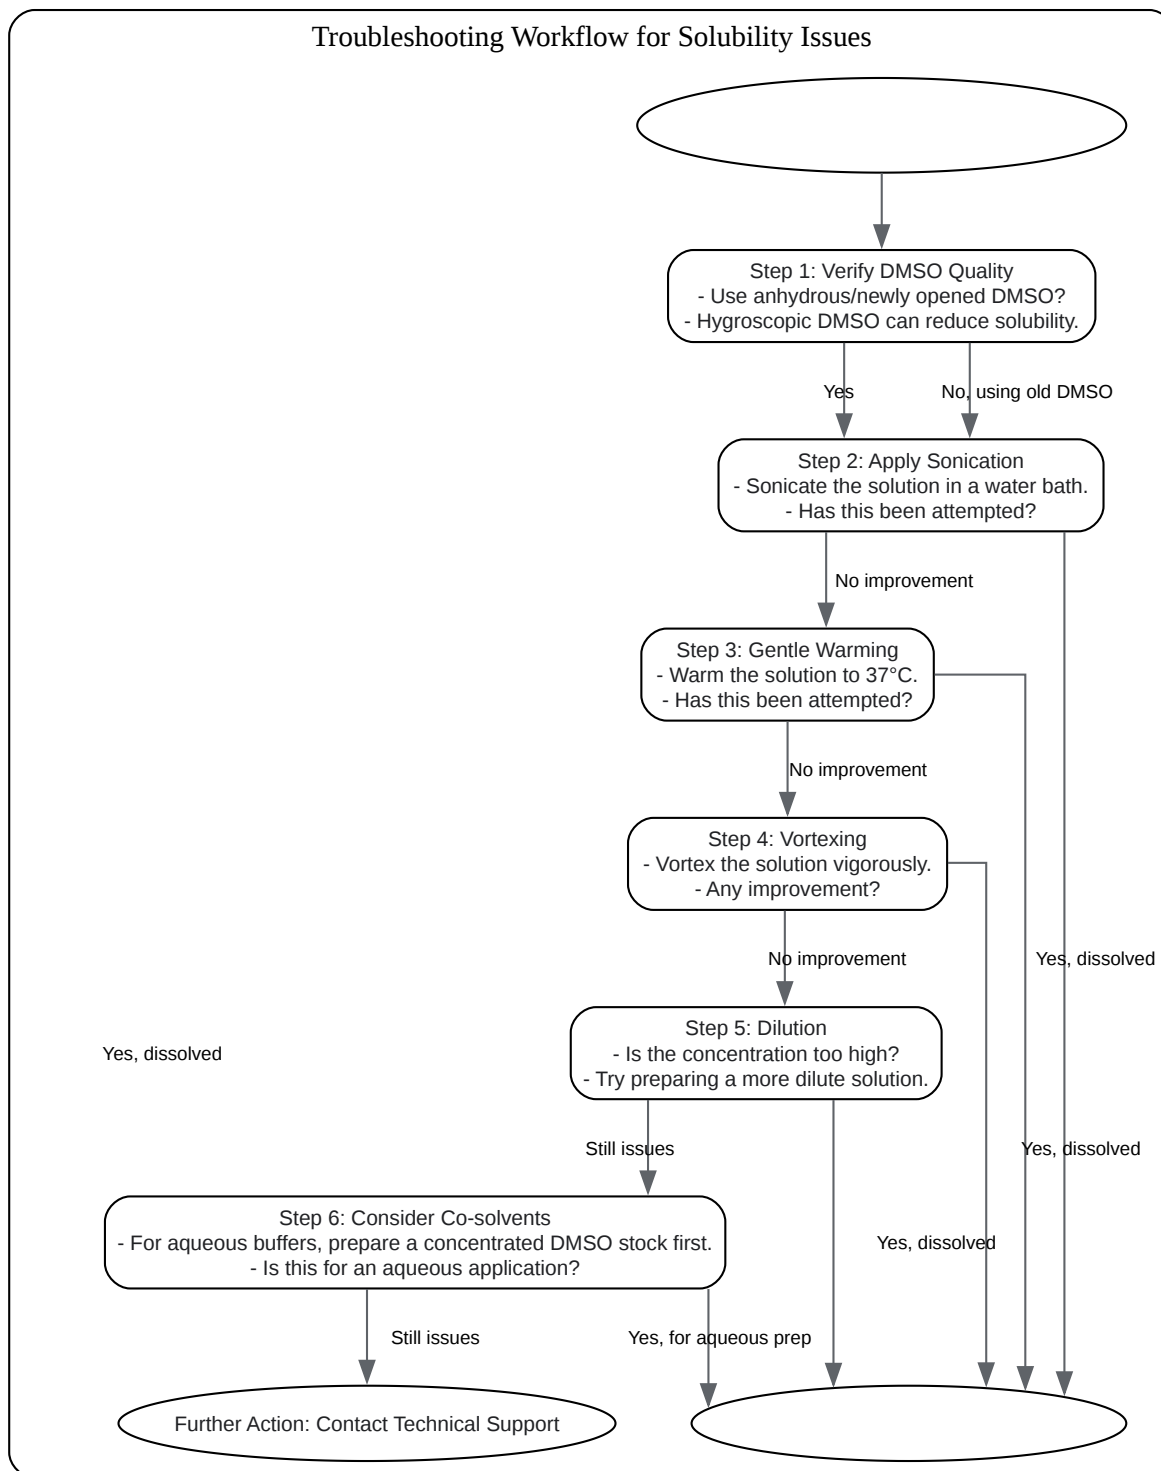 Troubleshooting Workflow for Solubility Issues
Step 1: Verify DMSO Quality
- Use anhydrous/newly opened DMSO?
- Hygroscopic DMSO can reduce solubility.
Yes
No, using old DMSO
Step 2: Apply Sonication
- Sonicate the solution in a water bath.
- Has this been attempted?
No improvement
Step 3: Gentle Warming
- Warm the solution to 37°C.
- Has this been attempted?
No improvement
Step 4: Vortexing
- Vortex the solution vigorously.
- Any improvement?
No improvement
Yes, dissolved
Step 5: Dilution
- Is the concentration too high?
- Try preparing a more dilute solution.
Yes, dissolved
Still issues
Yes, dissolved
Step 6: Consider Co-solvents
- For aqueous buffers, prepare a concentrated DMSO stock first.
- Is this for an aqueous application?
Yes, dissolved
Still issues
Yes, for aqueous prep
Further Action: Contact Technical Support